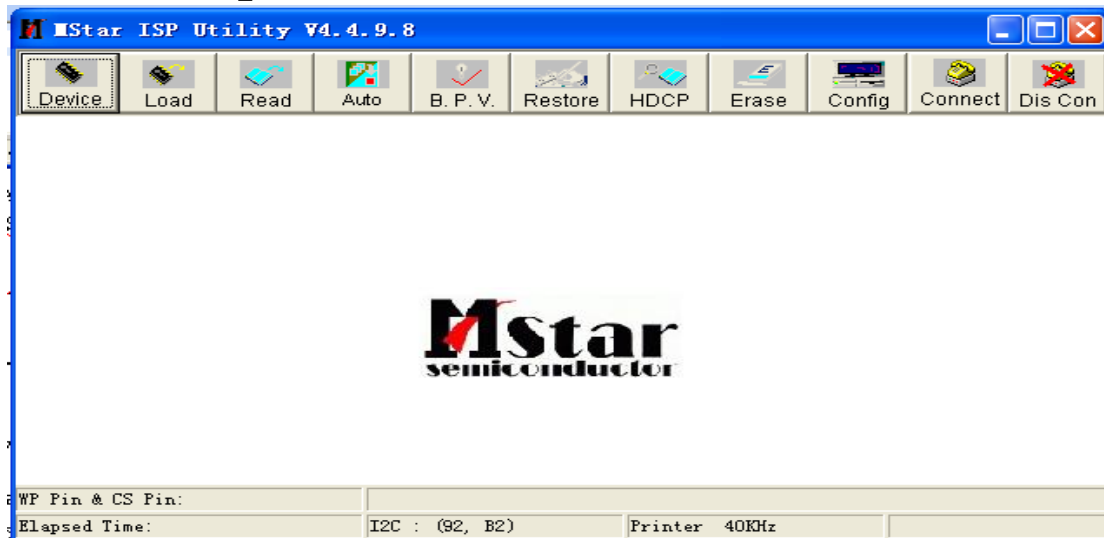 MStar ISP Utility V4.4.9.8
Device Load Read Auto B. P. V. Restore HDCP Erase Config Connect Dis Con
MStar
semiconductor
WP Pin & CS Pin:
Elapsed Time: I2C : (92, B2) Printer 40KHz